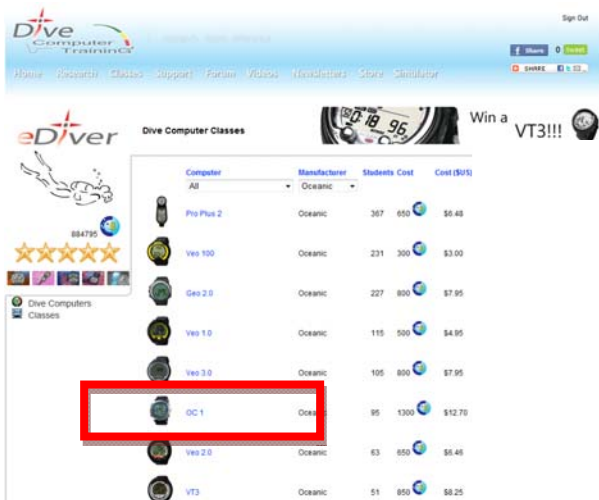 Sign Out
Dive
Computer
TraininG
Share 0 tweet
SHARE
Home Research Classes Support Forum Videos Newsletters Store Simulator
eDiver
Dive Computer Classes
Win a
VT3!!!
884795
Dive Computers
Classes
Computer Manufacturer Students Cost Cost ($US)
All Oceanic
Pro Plus 2 Oceanic 367 650 $6.48
Veo 100 Oceanic 231 300 $3.00
Geo 2.0 Oceanic 227 800 $7.95
Veo 1.0 Oceanic 115 500 $4.95
Veo 3.0 Oceanic 105 800 $7.95
OC 1 95 1300 $12.70
Veo 2.0 Oceanic 63 650 $6.46
VT3 Oceanic 51 850 $8.25